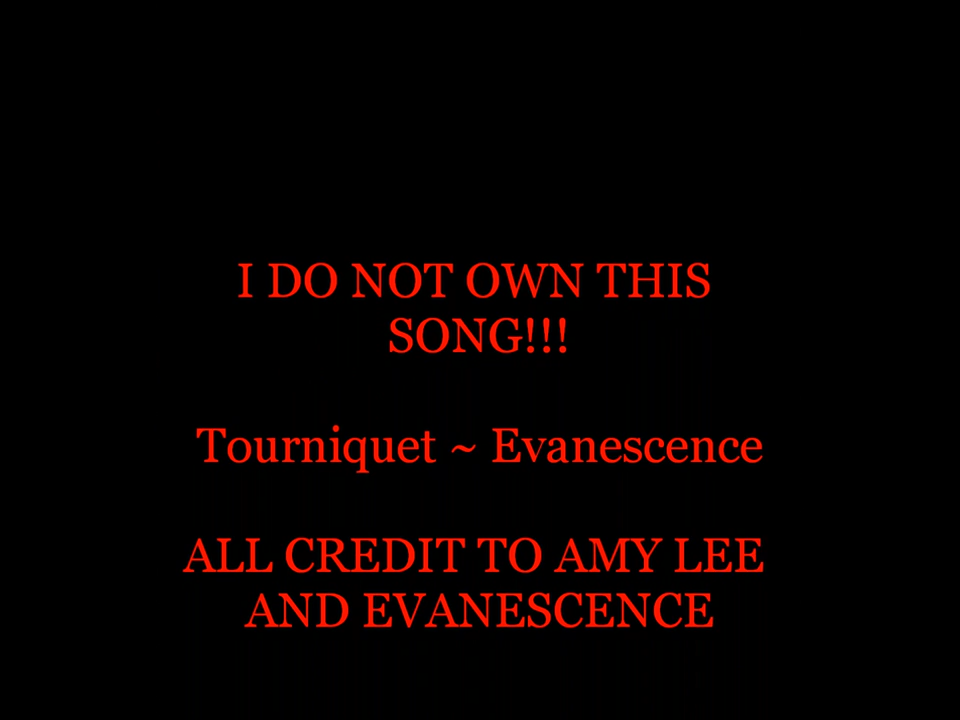 I DO NOT OWN THIS
SONG!!!
Tourniquet ~ Evanescence
ALL CREDIT TO AMY LEE
AND EVANESCENCE